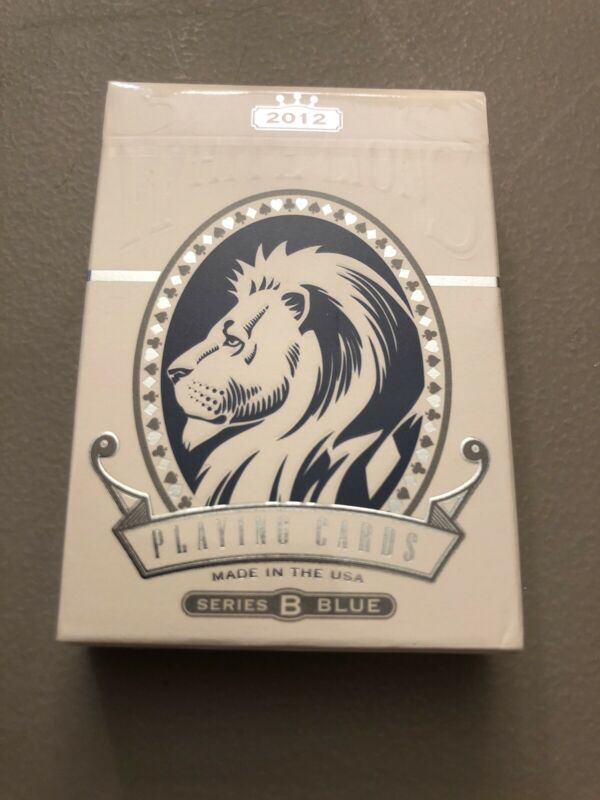 2012
WHITE LIONS
PLAYING CARDS
MADE IN THE USA
SERIES B BLUE